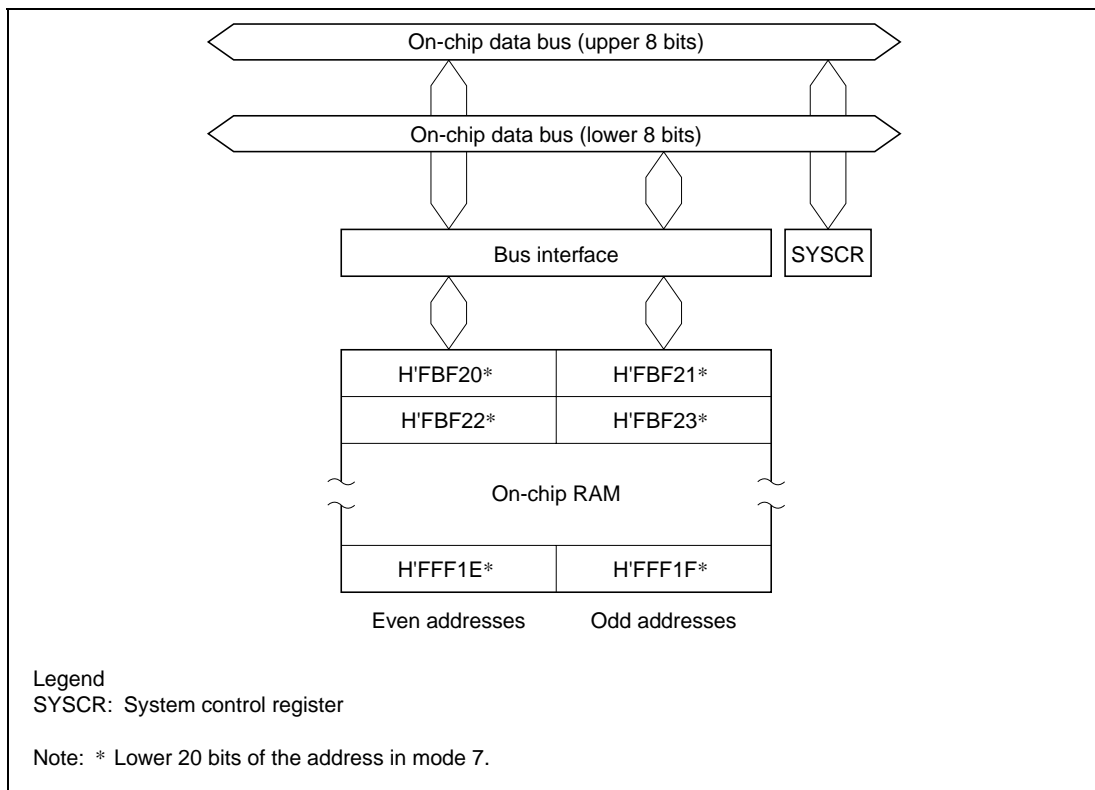 On-chip data bus (upper 8 bits)
On-chip data bus (lower 8 bits)
Bus interface SYSCR
H'FBF20* H'FBF21*
H'FBF22* H'FBF23*
On-chip RAM
H'FFF1E* H'FFF1F*
Even addresses Odd addresses
Legend
SYSCR: System control register
Note: * Lower 20 bits of the address in mode 7.